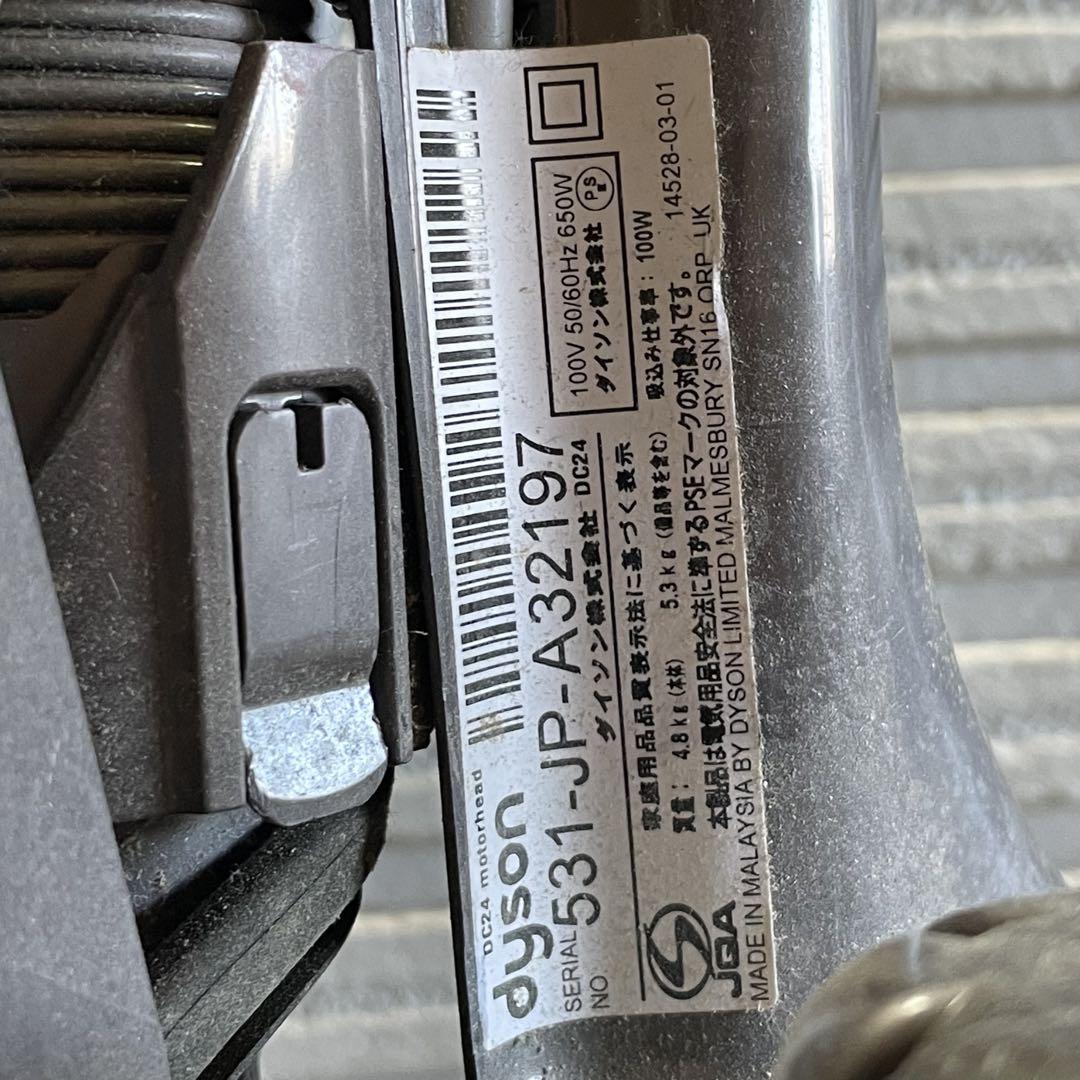 DC24 motorhead
dyson
SERIAL NO.
531-JP-A32197
ダイソン株式会社 DC24
100V 50/60Hz 650W
ダイソン株式会社
PS E
家庭用品品質表示法に基づく表示
質量: 4.8kg(本体) 5.3kg(備品等を含む) 吸込み仕事率: 100W
本製品は電気用品安全法に準ずるPSEマークの対象外です。 14528-03-01
MADE IN MALAYSIA BY DYSON LIMITED MALMESBURY SN16 ORP UK
S
JQA